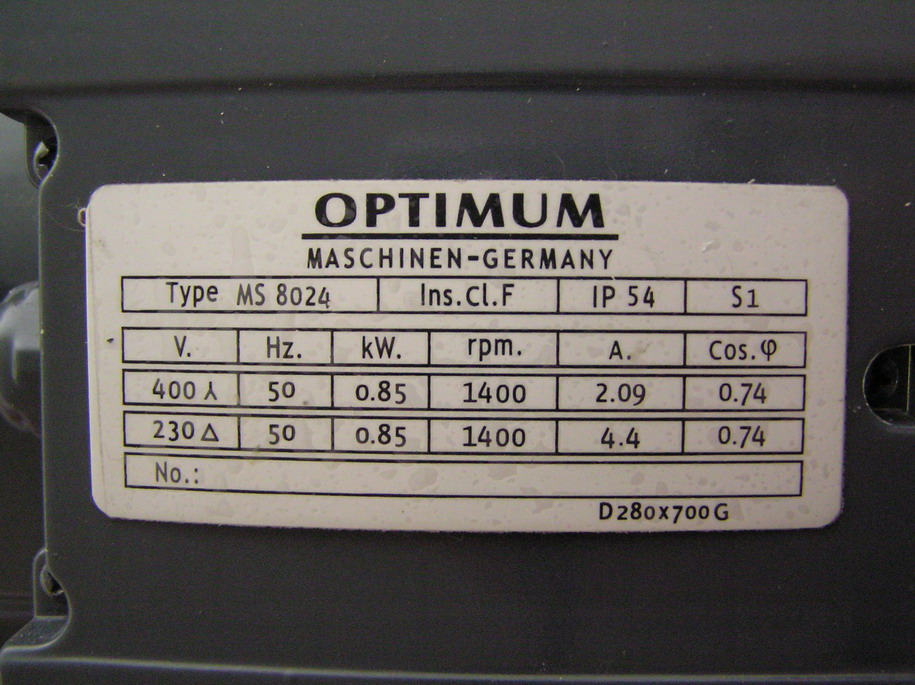 OPTIMUM
MASCHINEN-GERMANY
Type MS 8024 Ins.Cl.F IP 54 S1
V. Hz. kW. rpm. A. Cos.φ
400 ⅄ 50 0.85 1400 2.09 0.74
230 △ 50 0.85 1400 4.4 0.74
No.:
D280x700G